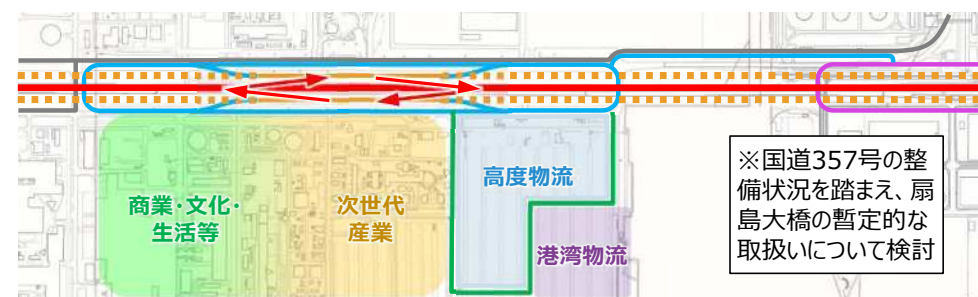 商業・文化・
生活等
次世代
産業
高度物流
港湾物流
※国道357号の整
備状況を踏まえ、扇
島大橋の暫定的な
取扱いについて検討